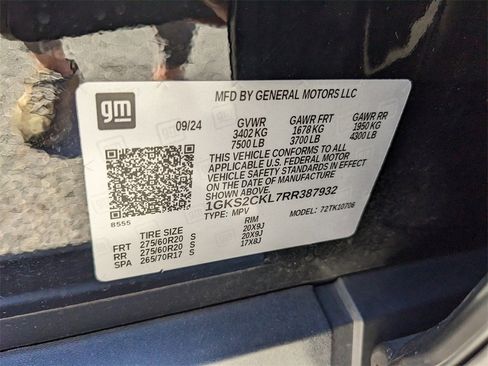 gm
MFD BY GENERAL MOTORS LLC
09/24 GVWR GAWR FRT GAWR RR
3402 KG 1678 KG 1950 KG
7500 LB 3700 LB 4300 LB
THIS VEHICLE CONFORMS TO ALL
APPLICABLE U.S. FEDERAL MOTOR
VEHICLE SAFETY STANDARDS IN EFFECT
ON THE DATE OF MANUFACTURE
SHOWN ABOVE.
1GKS2CKL7RR387932
TYPE: MPV MODEL: 72TK10706
B555
TIRE SIZE RIM
FRT 275/60R20 S 20X9J
RR 275/60R20 S 20X9J
SPA 265/70R17 S 17X8J